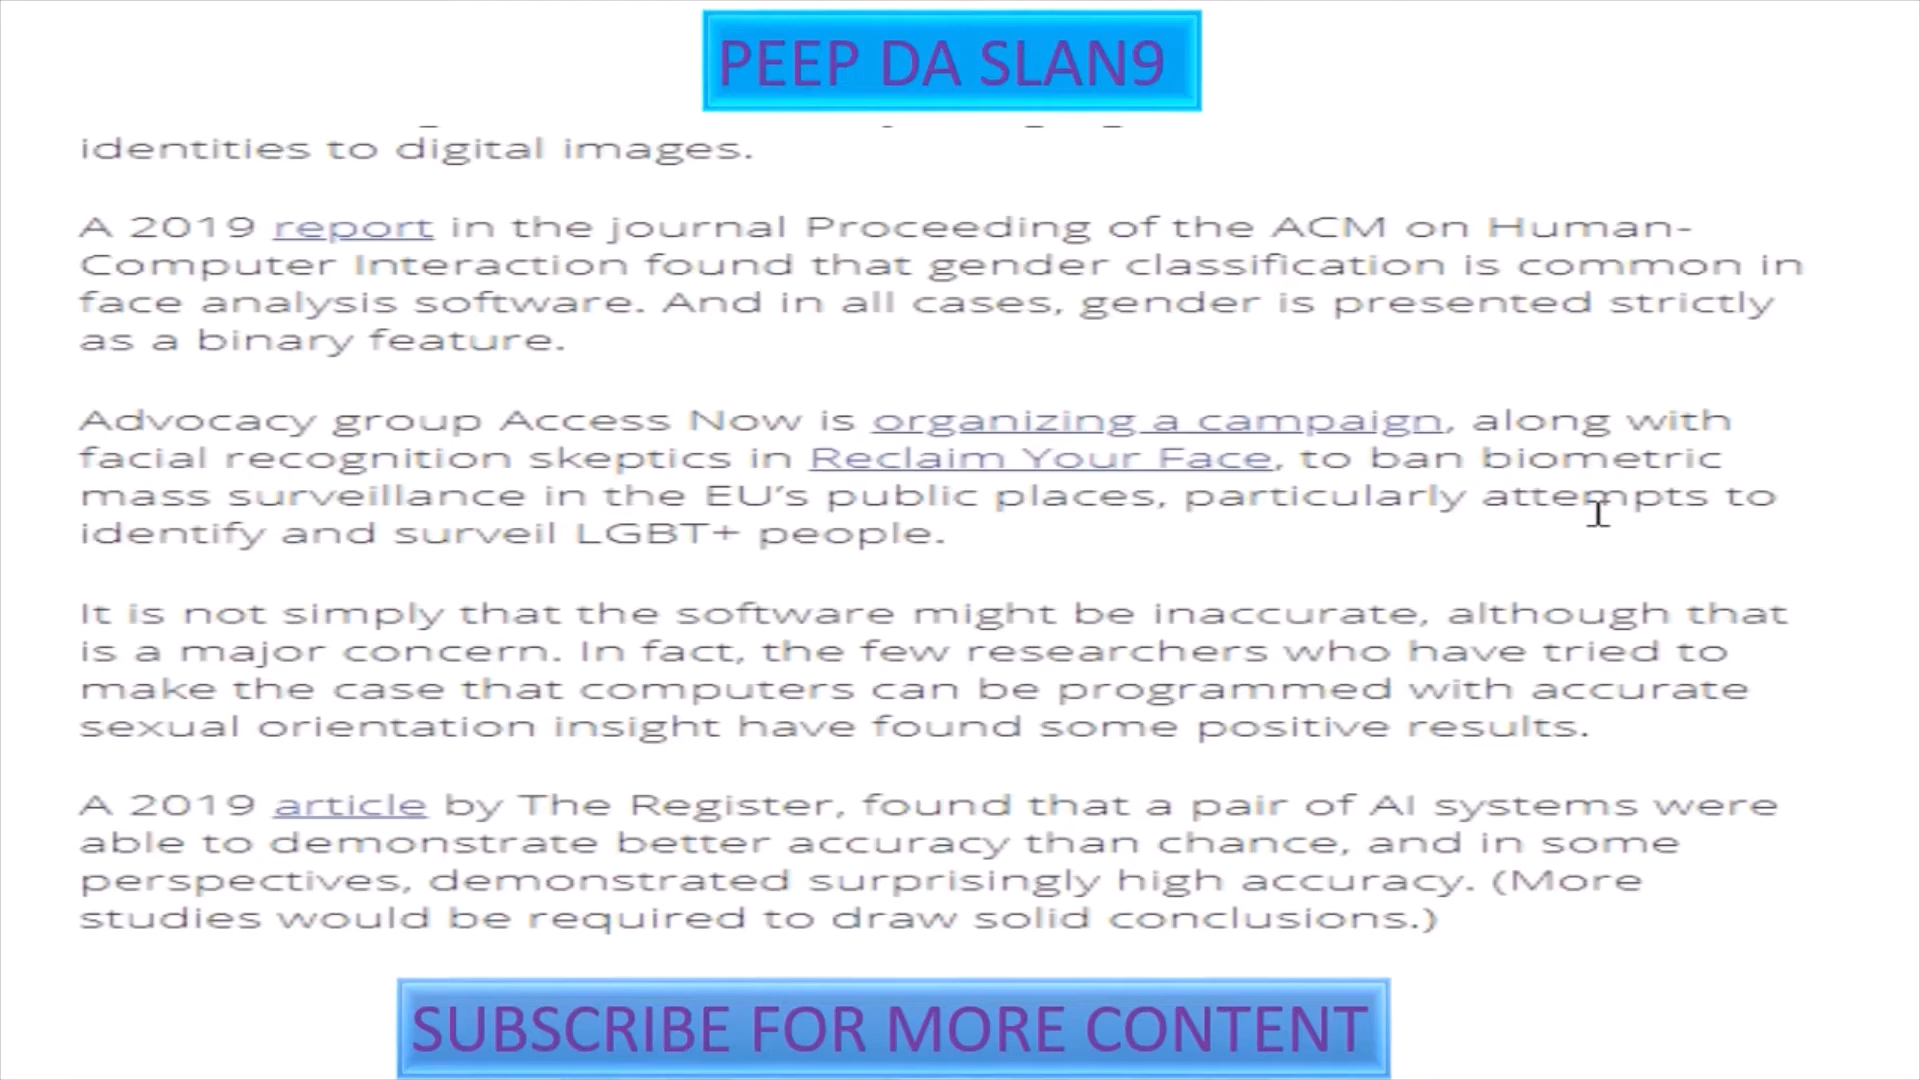 PEEP DA SLAN9
identities to digital images.
A 2019 report in the journal Proceeding of the ACM on Human-
Computer Interaction found that gender classification is common in
face analysis software. And in all cases, gender is presented strictly
as a binary feature.
Advocacy group Access Now is organizing a campaign, along with
facial recognition skeptics in Reclaim Your Face, to ban biometric
mass surveillance in the EU's public places, particularly attempts to
identify and surveil LGBT+ people.
It is not simply that the software might be inaccurate, although that
is a major concern. In fact, the few researchers who have tried to
make the case that computers can be programmed with accurate
sexual orientation insight have found some positive results.
A 2019 article by The Register, found that a pair of AI systems were
able to demonstrate better accuracy than chance, and in some
perspectives, demonstrated surprisingly high accuracy. (More
studies would be required to draw solid conclusions.)
SUBSCRIBE FOR MORE CONTENT